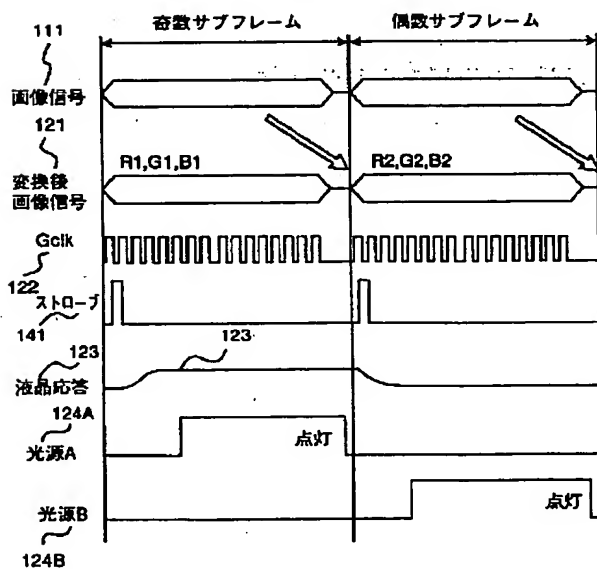 奇数サブフレーム
偶数サブフレーム
111
画像信号
121
R1,G1,B1
R2,G2,B2
変換後
画像信号
Gclk
122
ストローブ
141
123
123
液晶応答
124A
点灯
光源A
点灯
光源B
124B